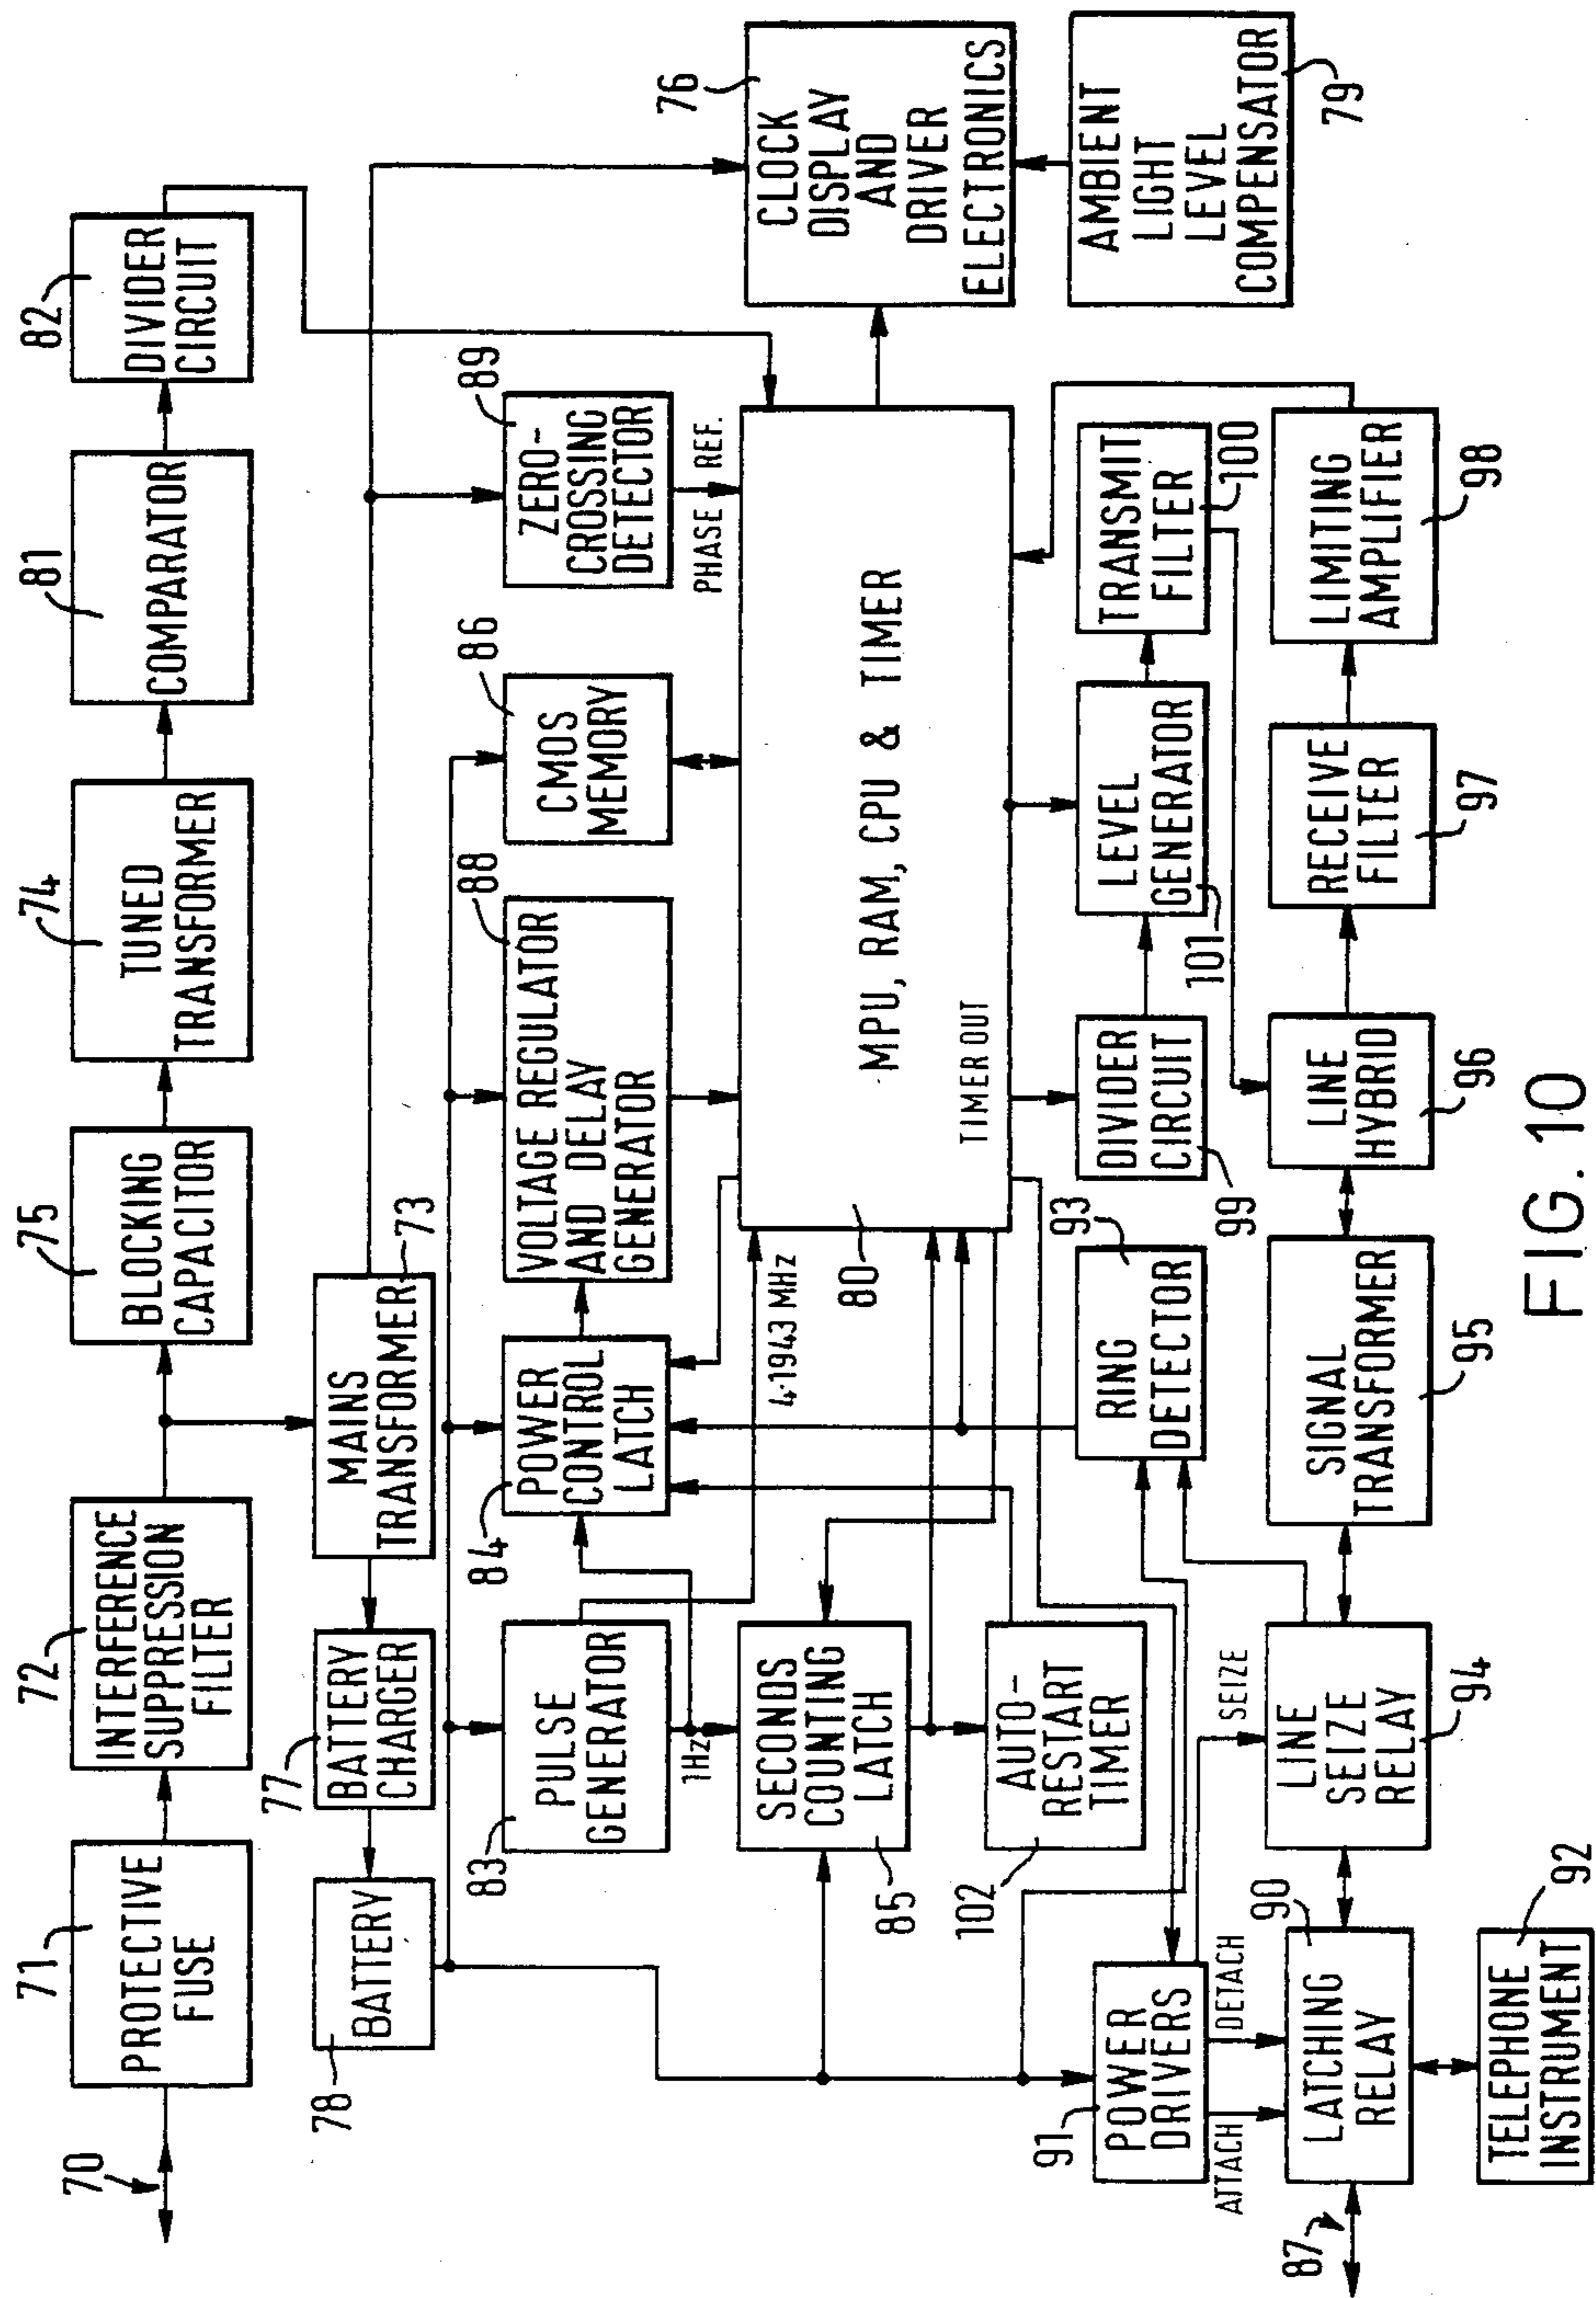 70
71
PROTECTIVE
FUSE
72
INTERFERENCE
SUPPRESSION
FILTER
75
BLOCKING
CAPACITOR
74
TUNED
TRANSFORMER
81
COMPARATOR
82
DIVIDER
CIRCUIT
78
BATTERY
77
BATTERY
CHARGER
MAINS
TRANSFORMER
73
83
PULSE
GENERATOR
1Hz
84
POWER
CONTROL
LATCH
88
VOLTAGE REGULATOR
AND DELAY
GENERATOR
86
CMOS
MEMORY
89
ZERO-
CROSSING
DETECTOR
PHASE REF.
76
CLOCK
DISPLAY
AND
DRIVER
ELECTRONICS
AMBIENT
LIGHT
LEVEL
COMPENSATOR
79
SECONDS
COUNTING
LATCH
85
4·1943 MHz
80
MPU, RAM, CPU & TIMER
TIMER OUT
AUTO-
RESTART
TIMER
102
93
RING
DETECTOR
DIVIDER
CIRCUIT
99
LEVEL
GENERATOR
101
TRANSMIT
FILTER
100
91
POWER
DRIVERS
ATTACH
DETACH
SEIZE
87
90
LATCHING
RELAY
LINE
SEIZE
RELAY
94
SIGNAL
TRANSFORMER
95
LINE
HYBRID
96
RECEIVE
FILTER
97
LIMITING
AMPLIFIER
98
92
TELEPHONE
INSTRUMENT
FIG. 10